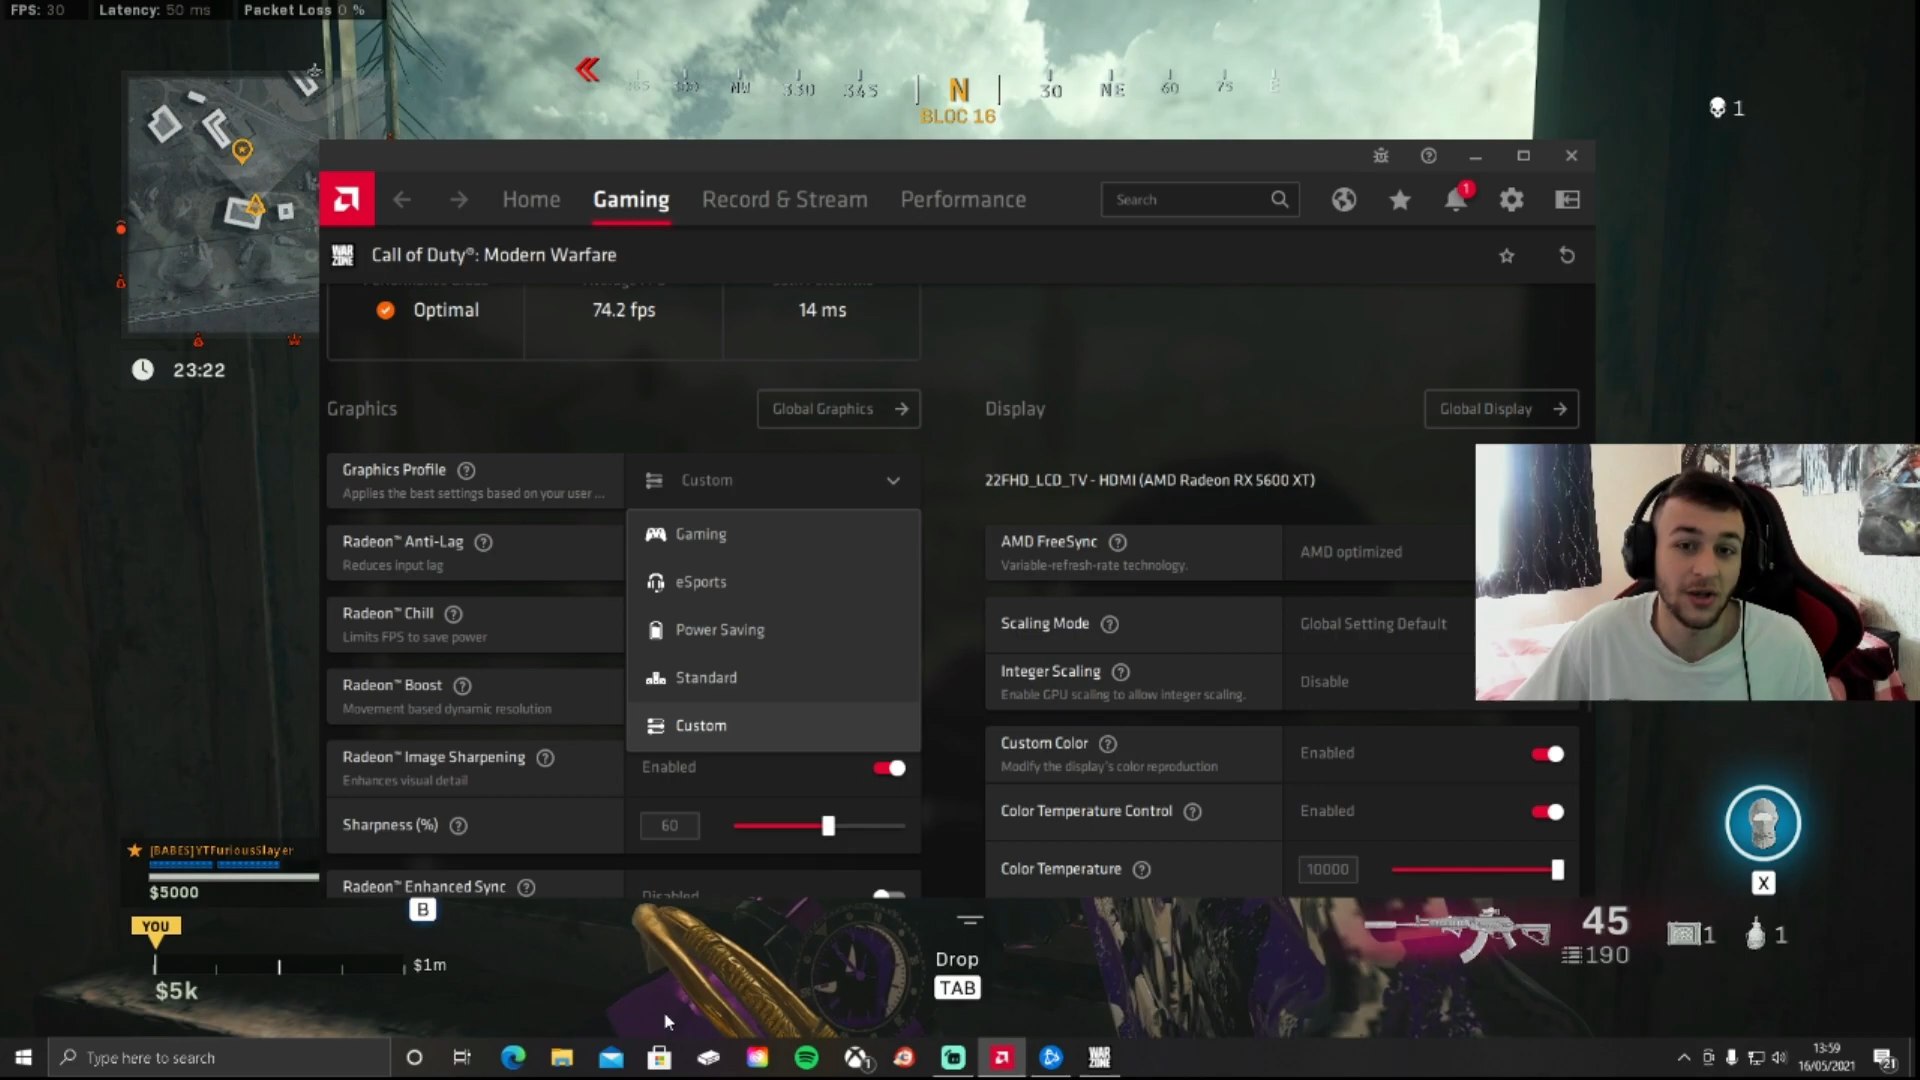 FPS: 30 Latency: 50 ms Packet Loss 0 %
NW 330 345 N 30 NE 60 75 E
BLOC 16
1
Home Gaming Record & Stream Performance Search 1
WAR ZONE Call of Duty®: Modern Warfare
Optimal 74.2 fps 14 ms
23:22
Graphics Global Graphics Display Global Display
Graphics Profile
Applies the best settings based on your user ...
Custom
22FHD_LCD_TV - HDMI (AMD Radeon RX 5600 XT)
Gaming
eSports
Power Saving
Standard
Custom
Radeon™ Anti-Lag
Reduces input lag
Radeon™ Chill
Limits FPS to save power
Radeon™ Boost
Movement based dynamic resolution
Radeon™ Image Sharpening
Enhances visual detail
Enabled
Sharpness (%) 60
Radeon™ Enhanced Sync Disabled
AMD FreeSync
Variable-refresh-rate technology.
AMD optimized
Scaling Mode Global Setting Default
Integer Scaling
Enable GPU scaling to allow integer scaling.
Disable
Custom Color
Modify the display's color reproduction
Enabled
Color Temperature Control Enabled
Color Temperature 10000
[BABES]YTFuriousSlayer
$5000
B
YOU
$1m
$5k
Drop
TAB
X
45
190
1 1
Type here to search
WAR ZONE
13:59
16/05/2021
21